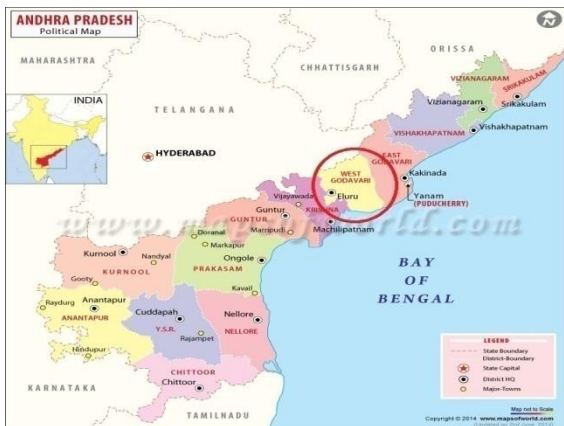 ANDHRA PRADESH
Political Map
N
MAHARASHTRA
CHHATTISGARH
ORISSA
INDIA
TELANGANA
HYDERABAD
VIZIANAGARAM
SRIKAKULAM
Vizianagaram
Srikakulam
VISHAKHAPATNAM
Vishakhapatnam
EAST
GODAVARI
WEST
GODAVARI
Kakinada
Eluru
Yanam
(PUDUCHERRY)
Vijayawada
KRISHNA
Guntur
GUNTUR
Machilipatnam
www.mapsofworld.com
Doranal
Markapur
Kurnool
Nandyal
KURNOOL
PRAKASAM
Ongole
BAY
OF
BENGAL
Gooty
Kavali
Raydurg
Anantapur
ANANTAPUR
Cuddapah
Y.S.R.
Nellore
NELLORE
Rajampet
Hindupur
CHITTOOR
Chittoor
KARNATAKA
TAMILNADU
LEGEND
State Boundary
District-Boundary
State Capital
District HQ
Major-Towns
Map not to Scale
Copyright © 2014 www.mapsofworld.com